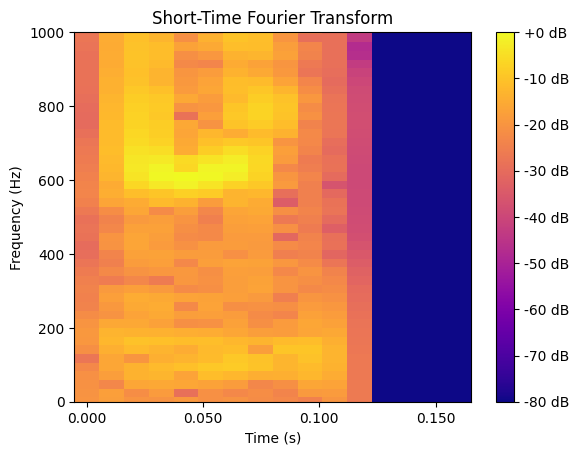 Short-Time Fourier Transform
1000
800
600
400
200
0
Frequency (Hz)
0.000
0.050
0.100
0.150
Time (s)
+0 dB
-10 dB
-20 dB
-30 dB
-40 dB
-50 dB
-60 dB
-70 dB
-80 dB